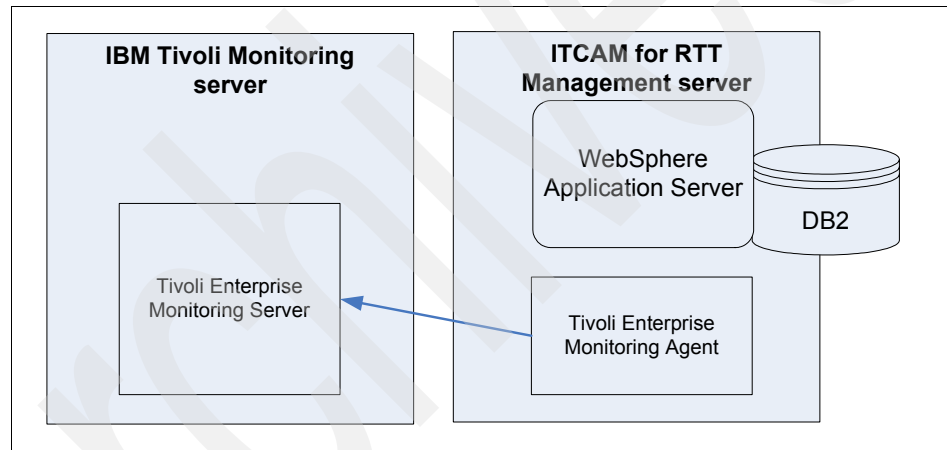 IBM Tivoli Monitoring
server
Tivoli Enterprise
Monitoring Server
ITCAM for RTT
Management server
WebSphere
Application Server
DB2
Tivoli Enterprise
Monitoring Agent